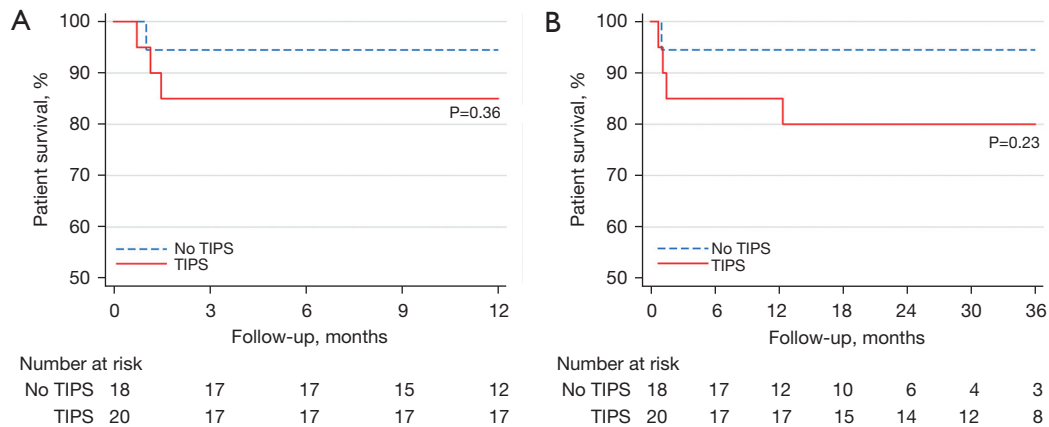 A
Patient survival, %
100
90
80
70
60
50
P=0.36
No TIPS
TIPS
0 3 6 9 12
Follow-up, months
Number at risk
No TIPS 18 17 17 15 12
TIPS 20 17 17 17 17
B
Patient survival, %
100
90
80
70
60
50
P=0.23
No TIPS
TIPS
0 6 12 18 24 30 36
Follow-up, months
Number at risk
No TIPS 18 17 12 10 6 4 3
TIPS 20 17 17 15 14 12 8